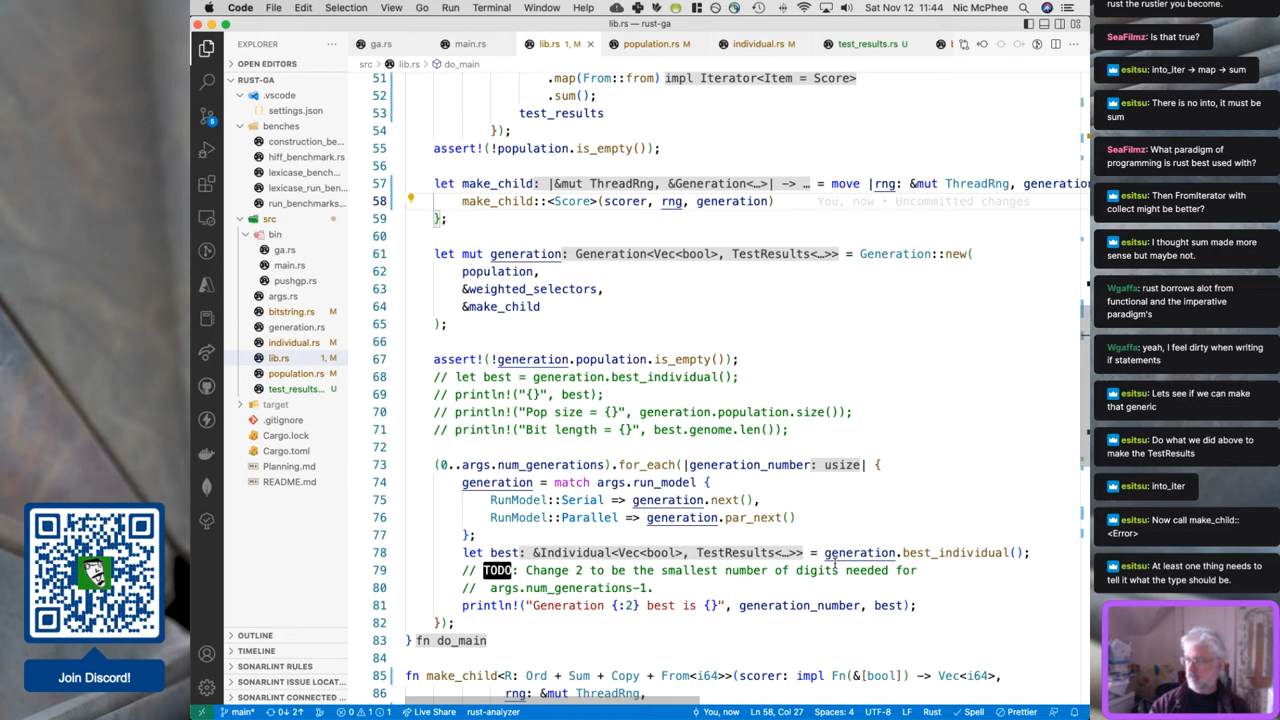 Code File Edit Selection View Go Run Terminal Window Help
Sat Nov 12 11:44 Nic McPhee
lib.rs — rust-ga
EXPLORER
OPEN EDITORS
RUST-GA
.vscode
settings.json
benches
construction_be...
hiff_benchmark.rs
lexicase_bench...
lexicase_run_ben...
run_benchmarks...
src
bin
ga.rs
main.rs
pushgp.rs
args.rs
bitstring.rs M
generation.rs
individual.rs M
lib.rs 1, M
population.rs M
test_results... U
target
.gitignore
Cargo.lock
Cargo.toml
Planning.md
README.md
OUTLINE
TIMELINE
SONARLINT RULES
SONARLINT ISSUE LOCAT...
SONARLINT CONNECTED ...
ga.rs main.rs lib.rs 1, M population.rs M individual.rs M test_results.rs U
src > lib.rs > do_main
51 .map(From::from) impl Iterator<Item = Score>
52 .sum();
53 test_results
54 });
55 assert!(!population.is_empty());
56
57 let make_child: |&mut ThreadRng, &Generation<…>| -> … = move |rng: &mut ThreadRng, generation
58 make_child::<Score>(scorer, rng, generation) You, now • Uncommitted changes
59 };
60
61 let mut generation: Generation<Vec<bool>, TestResults<…>> = Generation::new(
62 population,
63 &weighted_selectors,
64 &make_child
65 );
66
67 assert!(!generation.population.is_empty());
68 // let best = generation.best_individual();
69 // println!("{}", best);
70 // println!("Pop size = {}", generation.population.size());
71 // println!("Bit length = {}", best.genome.len());
72
73 (0..args.num_generations).for_each(|generation_number: usize| {
74 generation = match args.run_model {
75 RunModel::Serial => generation.next(),
76 RunModel::Parallel => generation.par_next()
77 };
78 let best: &Individual<Vec<bool>, TestResults<…>> = generation.best_individual();
79 // TODO: Change 2 to be the smallest number of digits needed for
80 // args.num_generations-1.
81 println!("Generation {:2} best is {}", generation_number, best);
82 });
83 } fn do_main
84
85 fn make_child<R: Ord + Sum + Copy + From<i64>>(scorer: impl Fn(&[bool]) -> Vec<i64>,
86 rng: &mut ThreadRng,
main* 0↓ 2↑ 0 1 1 Live Share rust-analyzer You, now Ln 58, Col 27 Spaces: 4 UTF-8 LF Rust Spell Prettier
Join Discord!
rust the rustier you become.
SeaFilmz: Is that true?
esitsu: into_iter -> map -> sum
esitsu: There is no into, it must be
sum
SeaFilmz: What paradigm of
programming is rust best used with?
esitsu: Then FromIterator with
collect might be better?
esitsu: I thought sum made more
sense but maybe not.
Wgaffa: rust borrows alot from
functional and the imperative
paradigm's
Wgaffa: yeah, I feel dirty when writing
if statements
esitsu: Lets see if we can make
that generic
esitsu: Do what we did above to
make the TestResults
esitsu: into_iter
esitsu: Now call make_child::
<Error>
esitsu: At least one thing needs to
tell it what the type should be.